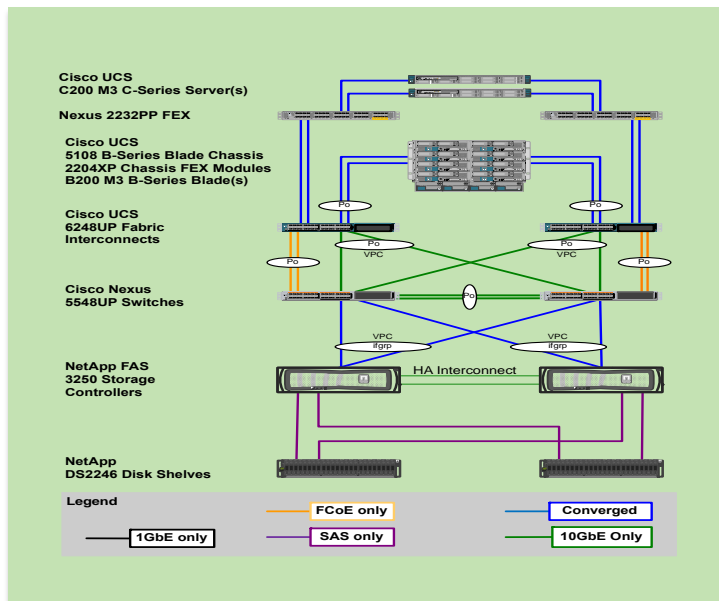 Cisco UCS
C200 M3 C-Series Server(s)
Nexus 2232PP FEX
Cisco UCS
5108 B-Series Blade Chassis
2204XP Chassis FEX Modules
B200 M3 B-Series Blade(s)
Po
Po
Cisco UCS
6248UP Fabric
Interconnects
Po
VPC
Po
VPC
Po
Po
Cisco Nexus
5548UP Switches
Po
VPC
ifgrp
VPC
ifgrp
NetApp FAS
3250 Storage
Controllers
HA Interconnect
NetApp
DS2246 Disk Shelves
Legend
FCoE only
Converged
1GbE only
SAS only
10GbE Only